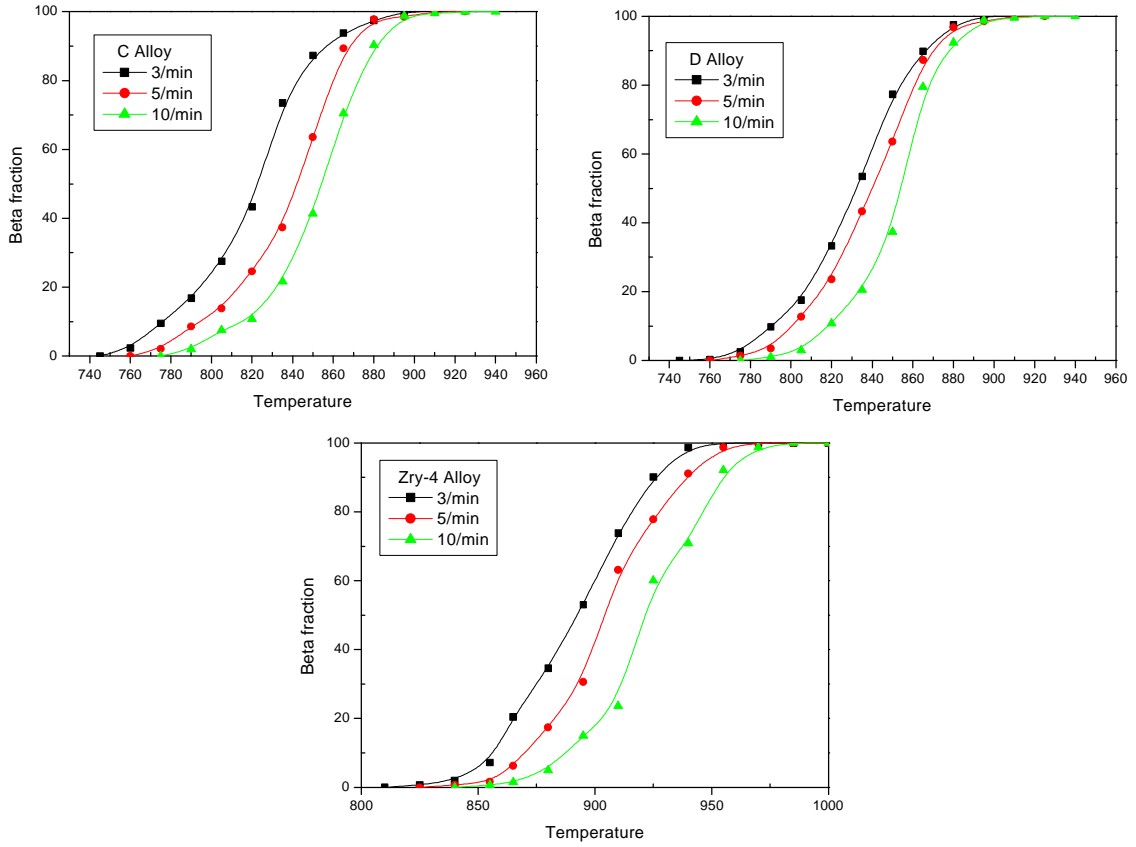 C Alloy
3/min
5/min
10/min
Beta fraction
100
80
60
40
20
0
740 760 780 800 820 840 860 880 900 920 940 960
Temperature
D Alloy
3/min
5/min
10/min
Beta fraction
100
80
60
40
20
0
740 760 780 800 820 840 860 880 900 920 940 960
Temperature
Zry-4 Alloy
3/min
5/min
10/min
Beta fraction
100
80
60
40
20
0
800 850 900 950 1000
Temperature